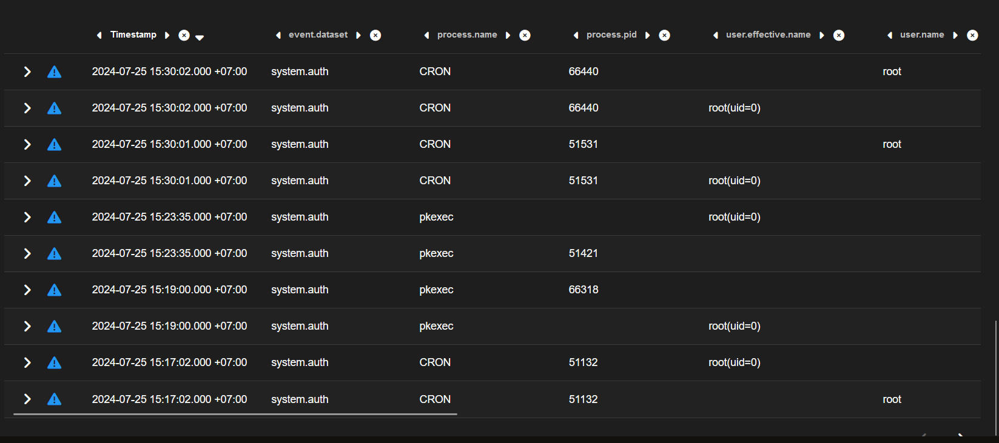 Timestamp event.dataset process.name process.pid user.effective.name user.name
2024-07-25 15:30:02.000 +07:00 system.auth CRON 66440 root
2024-07-25 15:30:02.000 +07:00 system.auth CRON 66440 root(uid=0)
2024-07-25 15:30:01.000 +07:00 system.auth CRON 51531 root
2024-07-25 15:30:01.000 +07:00 system.auth CRON 51531 root(uid=0)
2024-07-25 15:23:35.000 +07:00 system.auth pkexec root(uid=0)
2024-07-25 15:23:35.000 +07:00 system.auth pkexec 51421
2024-07-25 15:19:00.000 +07:00 system.auth pkexec 66318
2024-07-25 15:19:00.000 +07:00 system.auth pkexec root(uid=0)
2024-07-25 15:17:02.000 +07:00 system.auth CRON 51132 root(uid=0)
2024-07-25 15:17:02.000 +07:00 system.auth CRON 51132 root